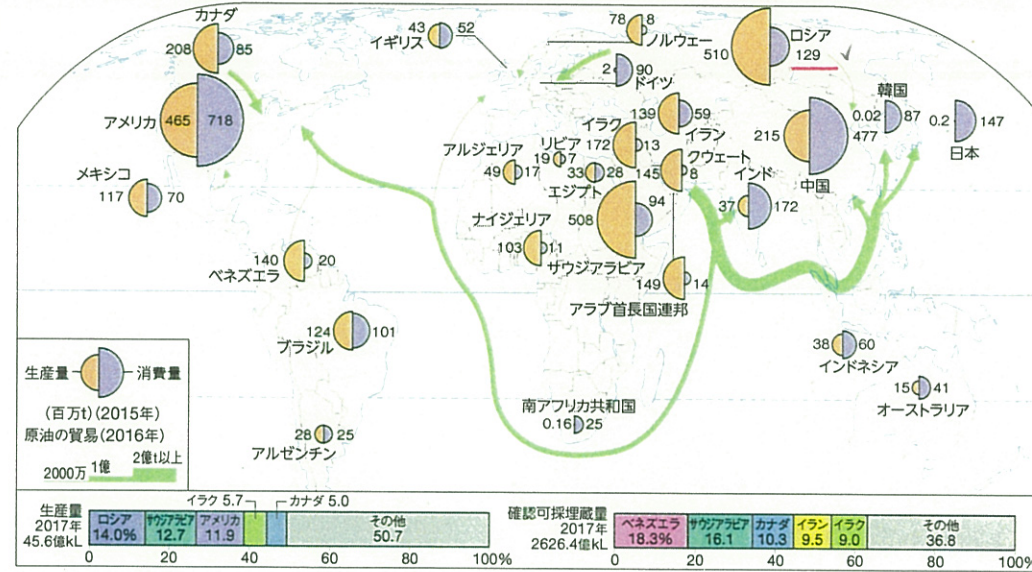 カナダ
208 85
アメリカ 465 718
メキシコ
117 70
ベネズエラ
140 20
ブラジル
124 101
アルゼンチン
28 25
イギリス
43 52
ノルウェー
78 8
ドイツ
2 90
ロシア
510 129
イラク
172 13
イラン
139 59
クウェート
145 8
アルジェリア
49 17
リビア
19 7
エジプト
33 28
ナイジェリア
103 11
サウジアラビア
508 94
アラブ首長国連邦
149 14
インド
37 172
中国
215 477
韓国
0.02 87
日本
0.2 147
インドネシア
38 60
オーストラリア
15 41
南アフリカ共和国
0.16 25
生産量 消費量
(百万t)(2015年)
原油の貿易(2016年)
2000万 1億 2億t以上
生産量
2017年
45.6億kL
ロシア 14.0%
サウジアラビア 12.7
アメリカ 11.9
イラク 5.7
カナダ 5.0
その他 50.7
0 20 40 60 80 100%
確認可採埋蔵量
2017年
2626.4億kL
ベネズエラ 18.3%
サウジアラビア 16.1
カナダ 10.3
イラン 9.5
イラク 9.0
その他 36.8
0 20 40 60 80 100%